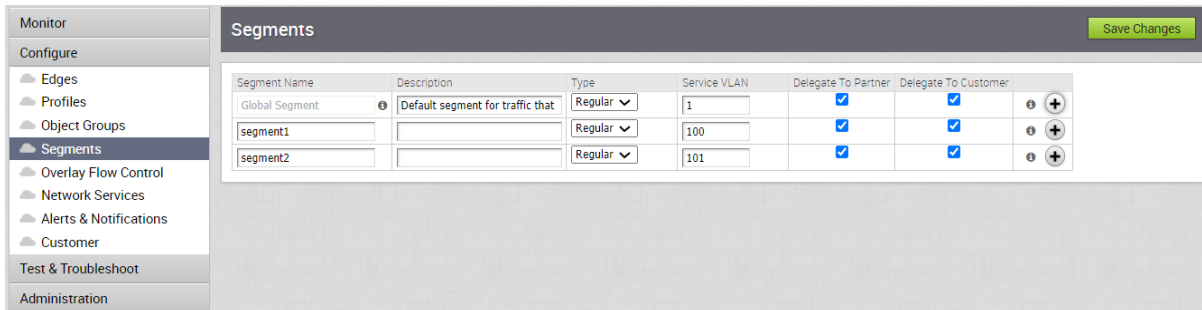 Monitor
Configure
Edges
Profiles
Object Groups
Segments
Overlay Flow Control
Network Services
Alerts & Notifications
Customer
Test & Troubleshoot
Administration
Segments
Save Changes
Segment Name Description Type Service VLAN Delegate To Partner Delegate To Customer
Global Segment Default segment for traffic that Regular 1
segment1 Regular 100
segment2 Regular 101